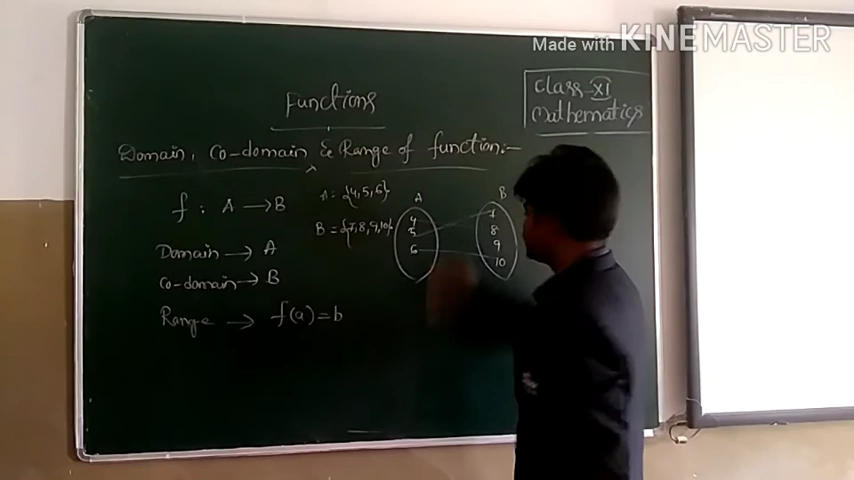 Made with KINEMASTER
Class-XI
Mathematics
Functions
Domain, Co-domain & Range of function:-
f: A → B
A = {4,5,6}
B = {7,8,9,10}
Domain → A
Co-domain → B
Range → f(a) = b
A
4
5
6
B
7
8
9
10